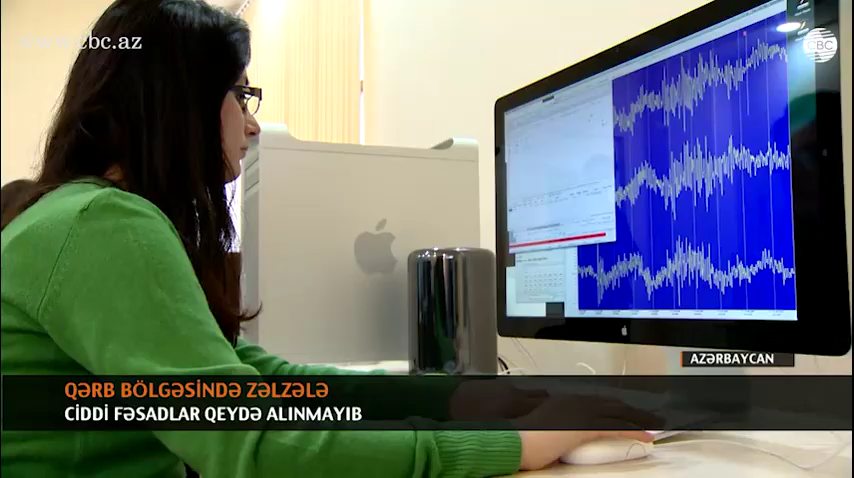 www.cbc.az
CBC
AZƏRBAYCAN
QƏRB BÖLGƏSİNDƏ ZƏLZƏLƏ
CİDDİ FƏSADLAR QEYDƏ ALINMAYIB